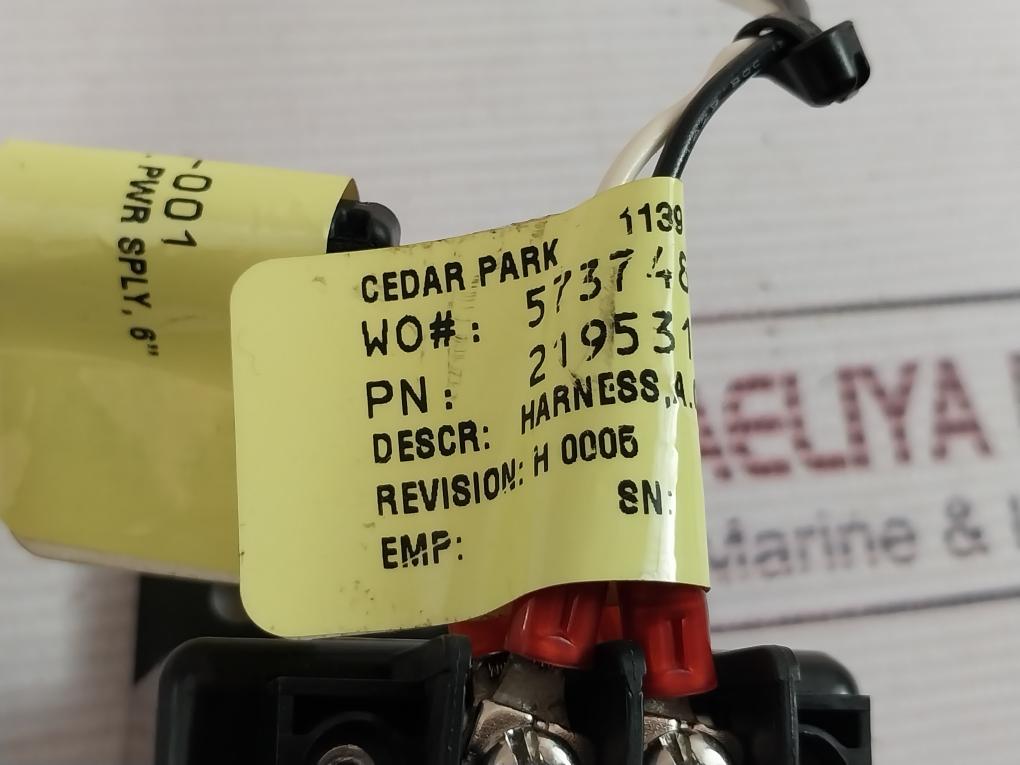 -001
PWR SPLY, 6"
CEDAR PARK 1139
WO#: 573748
PN: 219531
DESCR: HARNESS, A.
REVISION: H 0005
EMP: SN:
AELIYA
Marine &